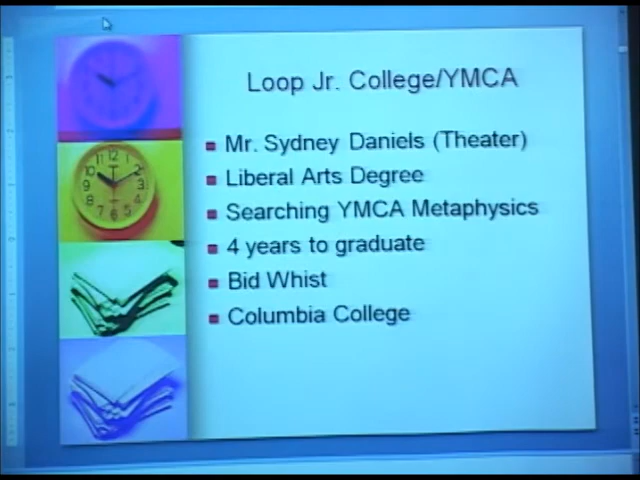 Loop Jr. College/YMCA
Mr. Sydney Daniels (Theater)
Liberal Arts Degree
Searching YMCA Metaphysics
4 years to graduate
Bid Whist
Columbia College